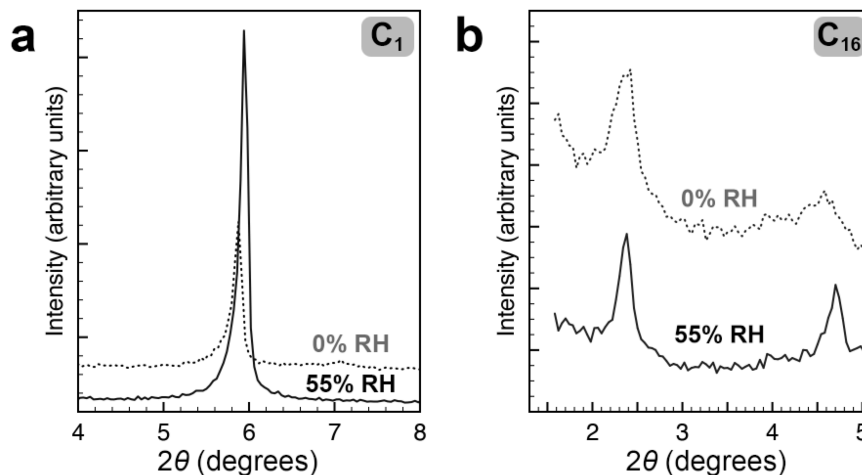 a
C₁
Intensity (arbitrary units)
0% RH
55% RH
4 5 6 7 8
2θ (degrees)
b
C₁₆
Intensity (arbitrary units)
0% RH
55% RH
2 3 4 5
2θ (degrees)